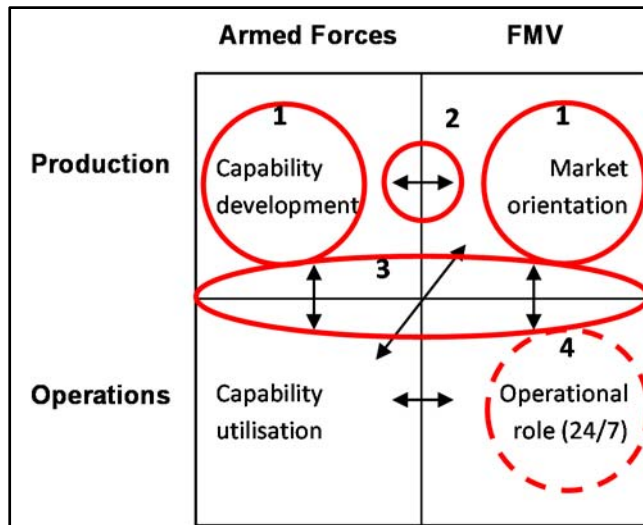 Armed Forces FMV
1 2 1
Production
Capability Market
development orientation
3
4
Operations
Capability Operational
utilisation role (24/7)